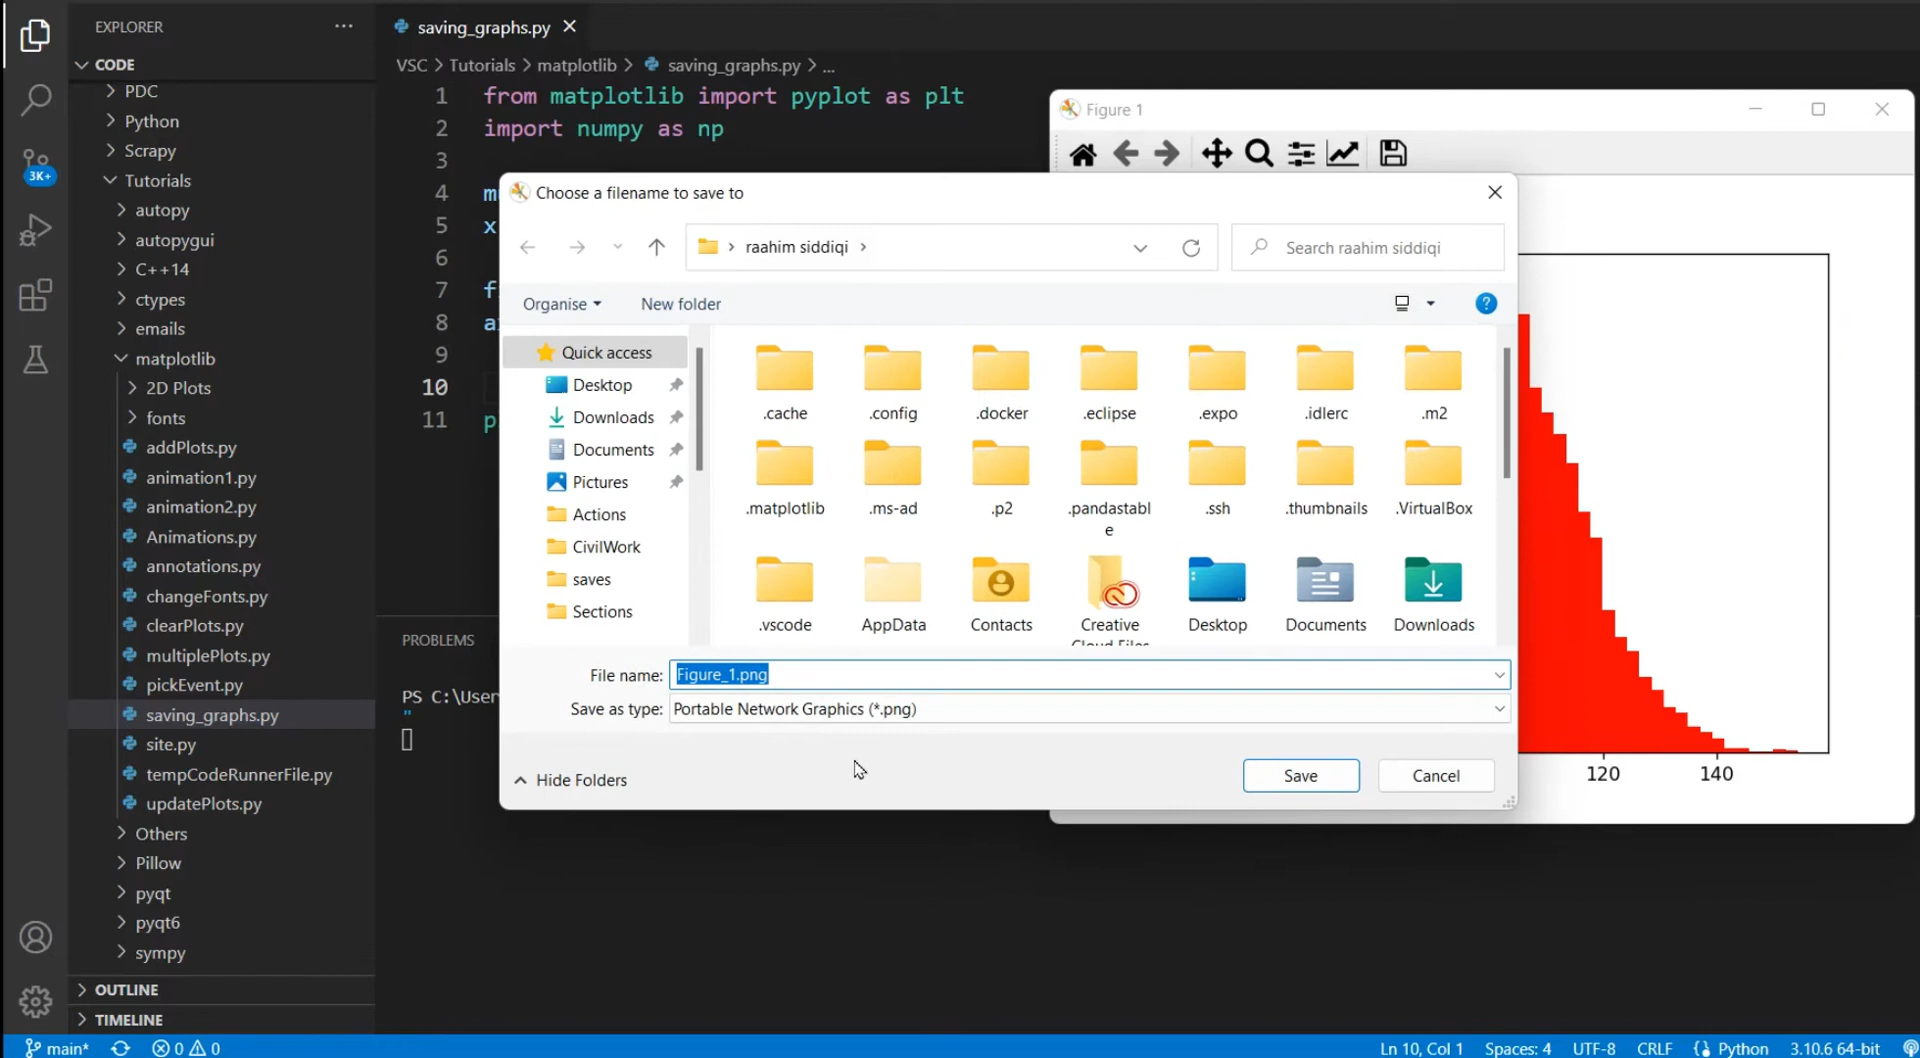 EXPLORER
CODE
PDC
Python
Scrapy
Tutorials
autopy
autopygui
C++14
ctypes
emails
matplotlib
2D Plots
fonts
addPlots.py
animation1.py
animation2.py
Animations.py
annotations.py
changeFonts.py
clearPlots.py
multiplePlots.py
pickEvent.py
saving_graphs.py
site.py
tempCodeRunnerFile.py
updatePlots.py
Others
Pillow
pyqt
pyqt6
sympy
OUTLINE
TIMELINE
3K+
saving_graphs.py
VSC > Tutorials > matplotlib > saving_graphs.py > ...
1 from matplotlib import pyplot as plt
2 import numpy as np
3
4
5 x
6
7
8
9
10
11 p
PROBLEMS
PS C:\User
"
Figure 1
120 140
Choose a filename to save to
raahim siddiqi
Search raahim siddiqi
Organise New folder
?
Quick access
Desktop
Downloads
Documents
Pictures
Actions
CivilWork
saves
Sections
.cache .config .docker .eclipse .expo .idlerc .m2
.matplotlib .ms-ad .p2 .pandastabl
e .ssh .thumbnails .VirtualBox
.vscode AppData Contacts Creative
Cloud Files Desktop Documents Downloads
File name: Figure_1.png
Save as type: Portable Network Graphics (*.png)
Hide Folders Save Cancel
main* 0 0 Ln 10, Col 1 Spaces: 4 UTF-8 CRLF Python 3.10.6 64-bit